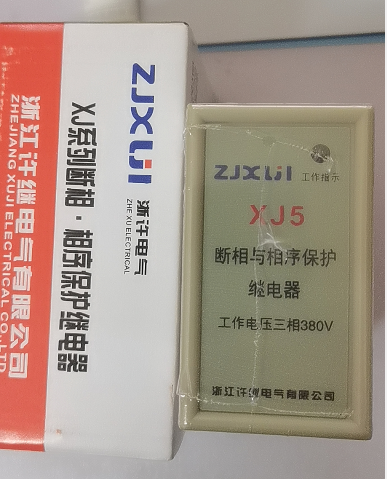 ZJXUJI 浙许电气
ZHE XU ELECTRICAL
XJ系列断相·相序保护继电器
浙江许继电气有限公司
ZHEJIANG XUJI ELECTRICAL CO.,LTD
ZJXUJI 工作指示
XJ5
断相与相序保护
继电器
工作电压三相380V
浙江许继电气有限公司